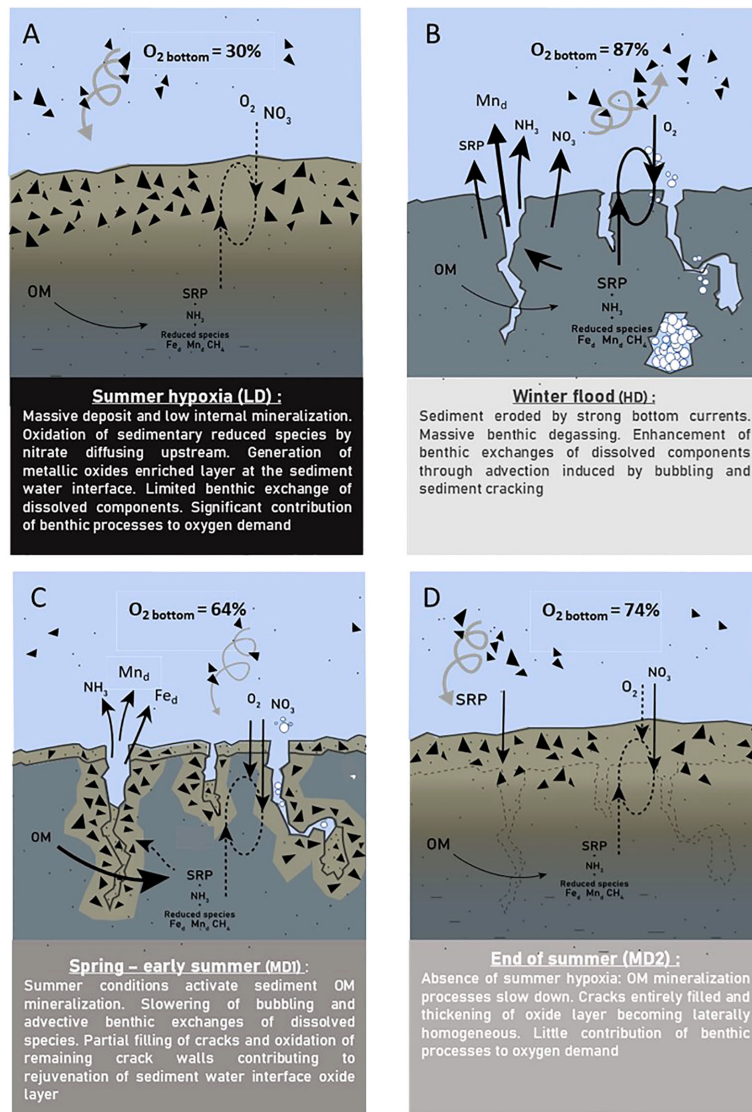 A
O2 bottom = 30%
O2 NO3
OM
SRP
NH3
Reduced species
Fed Mnd CH4
Summer hypoxia (LD) :
Massive deposit and low internal mineralization.
Oxidation of sedimentary reduced species by
nitrate diffusing upstream. Generation of
metallic oxides enriched layer at the sediment
water interface. Limited benthic exchange of
dissolved components. Significant contribution
of benthic processes to oxygen demand
B
O2 bottom = 87%
Mnd
SRP
NH3
NO3
O2
OM
SRP
NH3
Reduced species
Fed Mnd CH4
Winter flood (HD) :
Sediment eroded by strong bottom currents.
Massive benthic degassing. Enhancement of
benthic exchanges of dissolved components
through advection induced by bubbling and
sediment cracking
C
O2 bottom = 64%
NH3
Mnd
Fed
O2
NO3
OM
SRP
NH3
Reduced species
Fed Mnd CH4
Spring – early summer (MD1) :
Summer conditions activate sediment OM
mineralization. Slowering of bubbling and
advective benthic exchanges of dissolved
species. Partial filling of cracks and oxidation of
remaining crack walls contributing to
rejuvenation of sediment water interface oxide
layer
D
O2 bottom = 74%
SRP
O2
NO3
OM
SRP
NH3
Reduced species
Fed Mnd CH4
End of summer (MD2) :
Absence of summer hypoxia: OM mineralization
processes slow down. Cracks entirely filled and
thickening of oxide layer becoming laterally
homogeneous. Little contribution of benthic
processes to oxygen demand